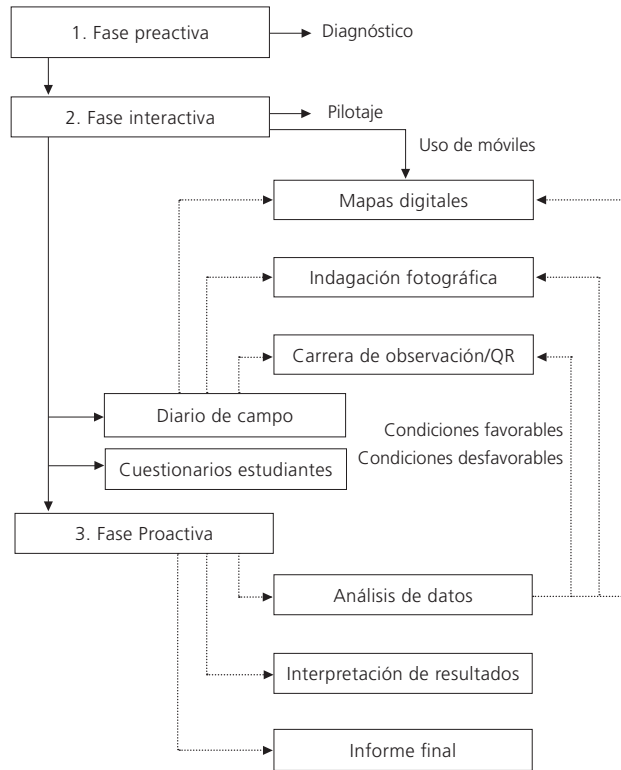 1. Fase preactiva
Diagnóstico
2. Fase interactiva
Pilotaje
Uso de móviles
Mapas digitales
Indagación fotográfica
Carrera de observación/QR
Diario de campo
Condiciones favorables
Condiciones desfavorables
Cuestionarios estudiantes
3. Fase Proactiva
Análisis de datos
Interpretación de resultados
Informe final